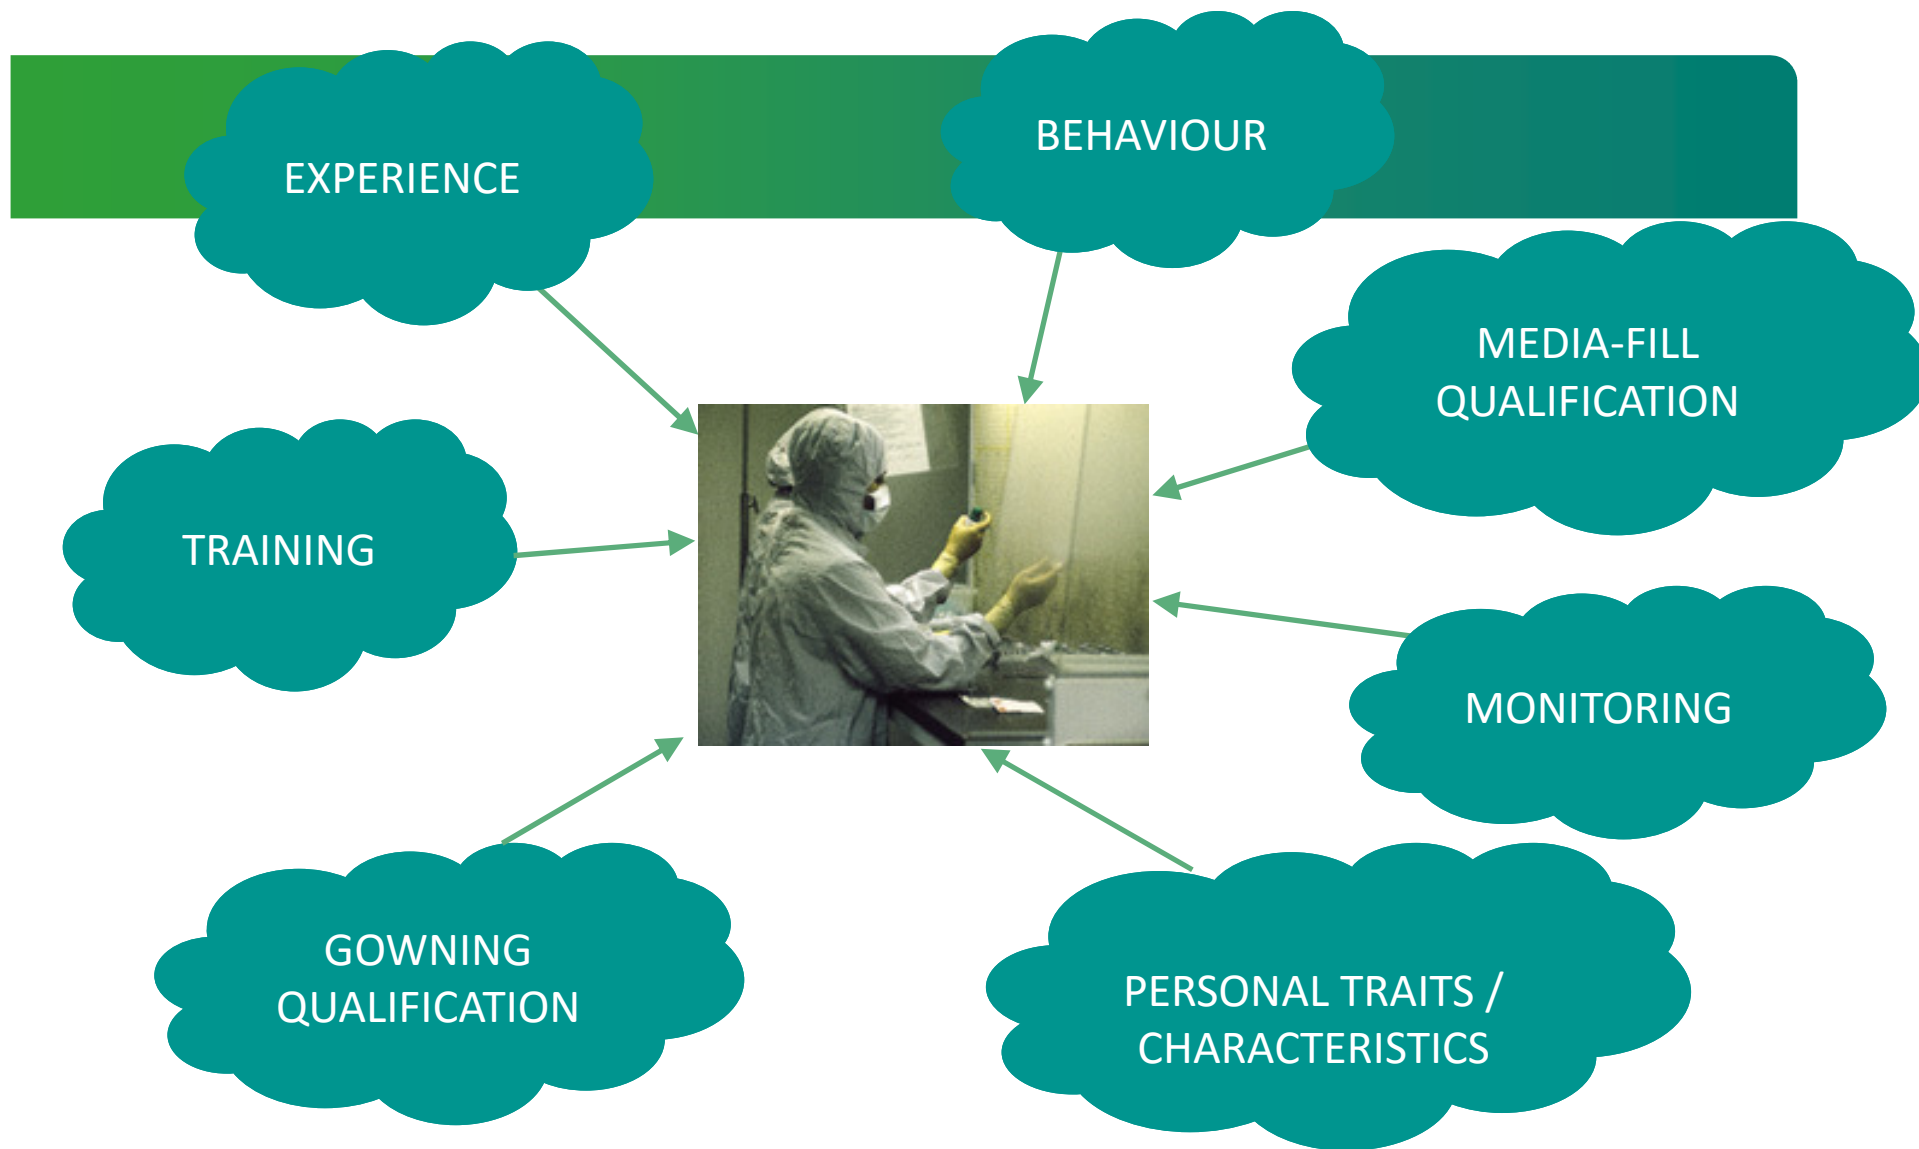 EXPERIENCE
BEHAVIOUR
MEDIA-FILL
QUALIFICATION
TRAINING
MONITORING
GOWNING
QUALIFICATION
PERSONAL TRAITS /
CHARACTERISTICS